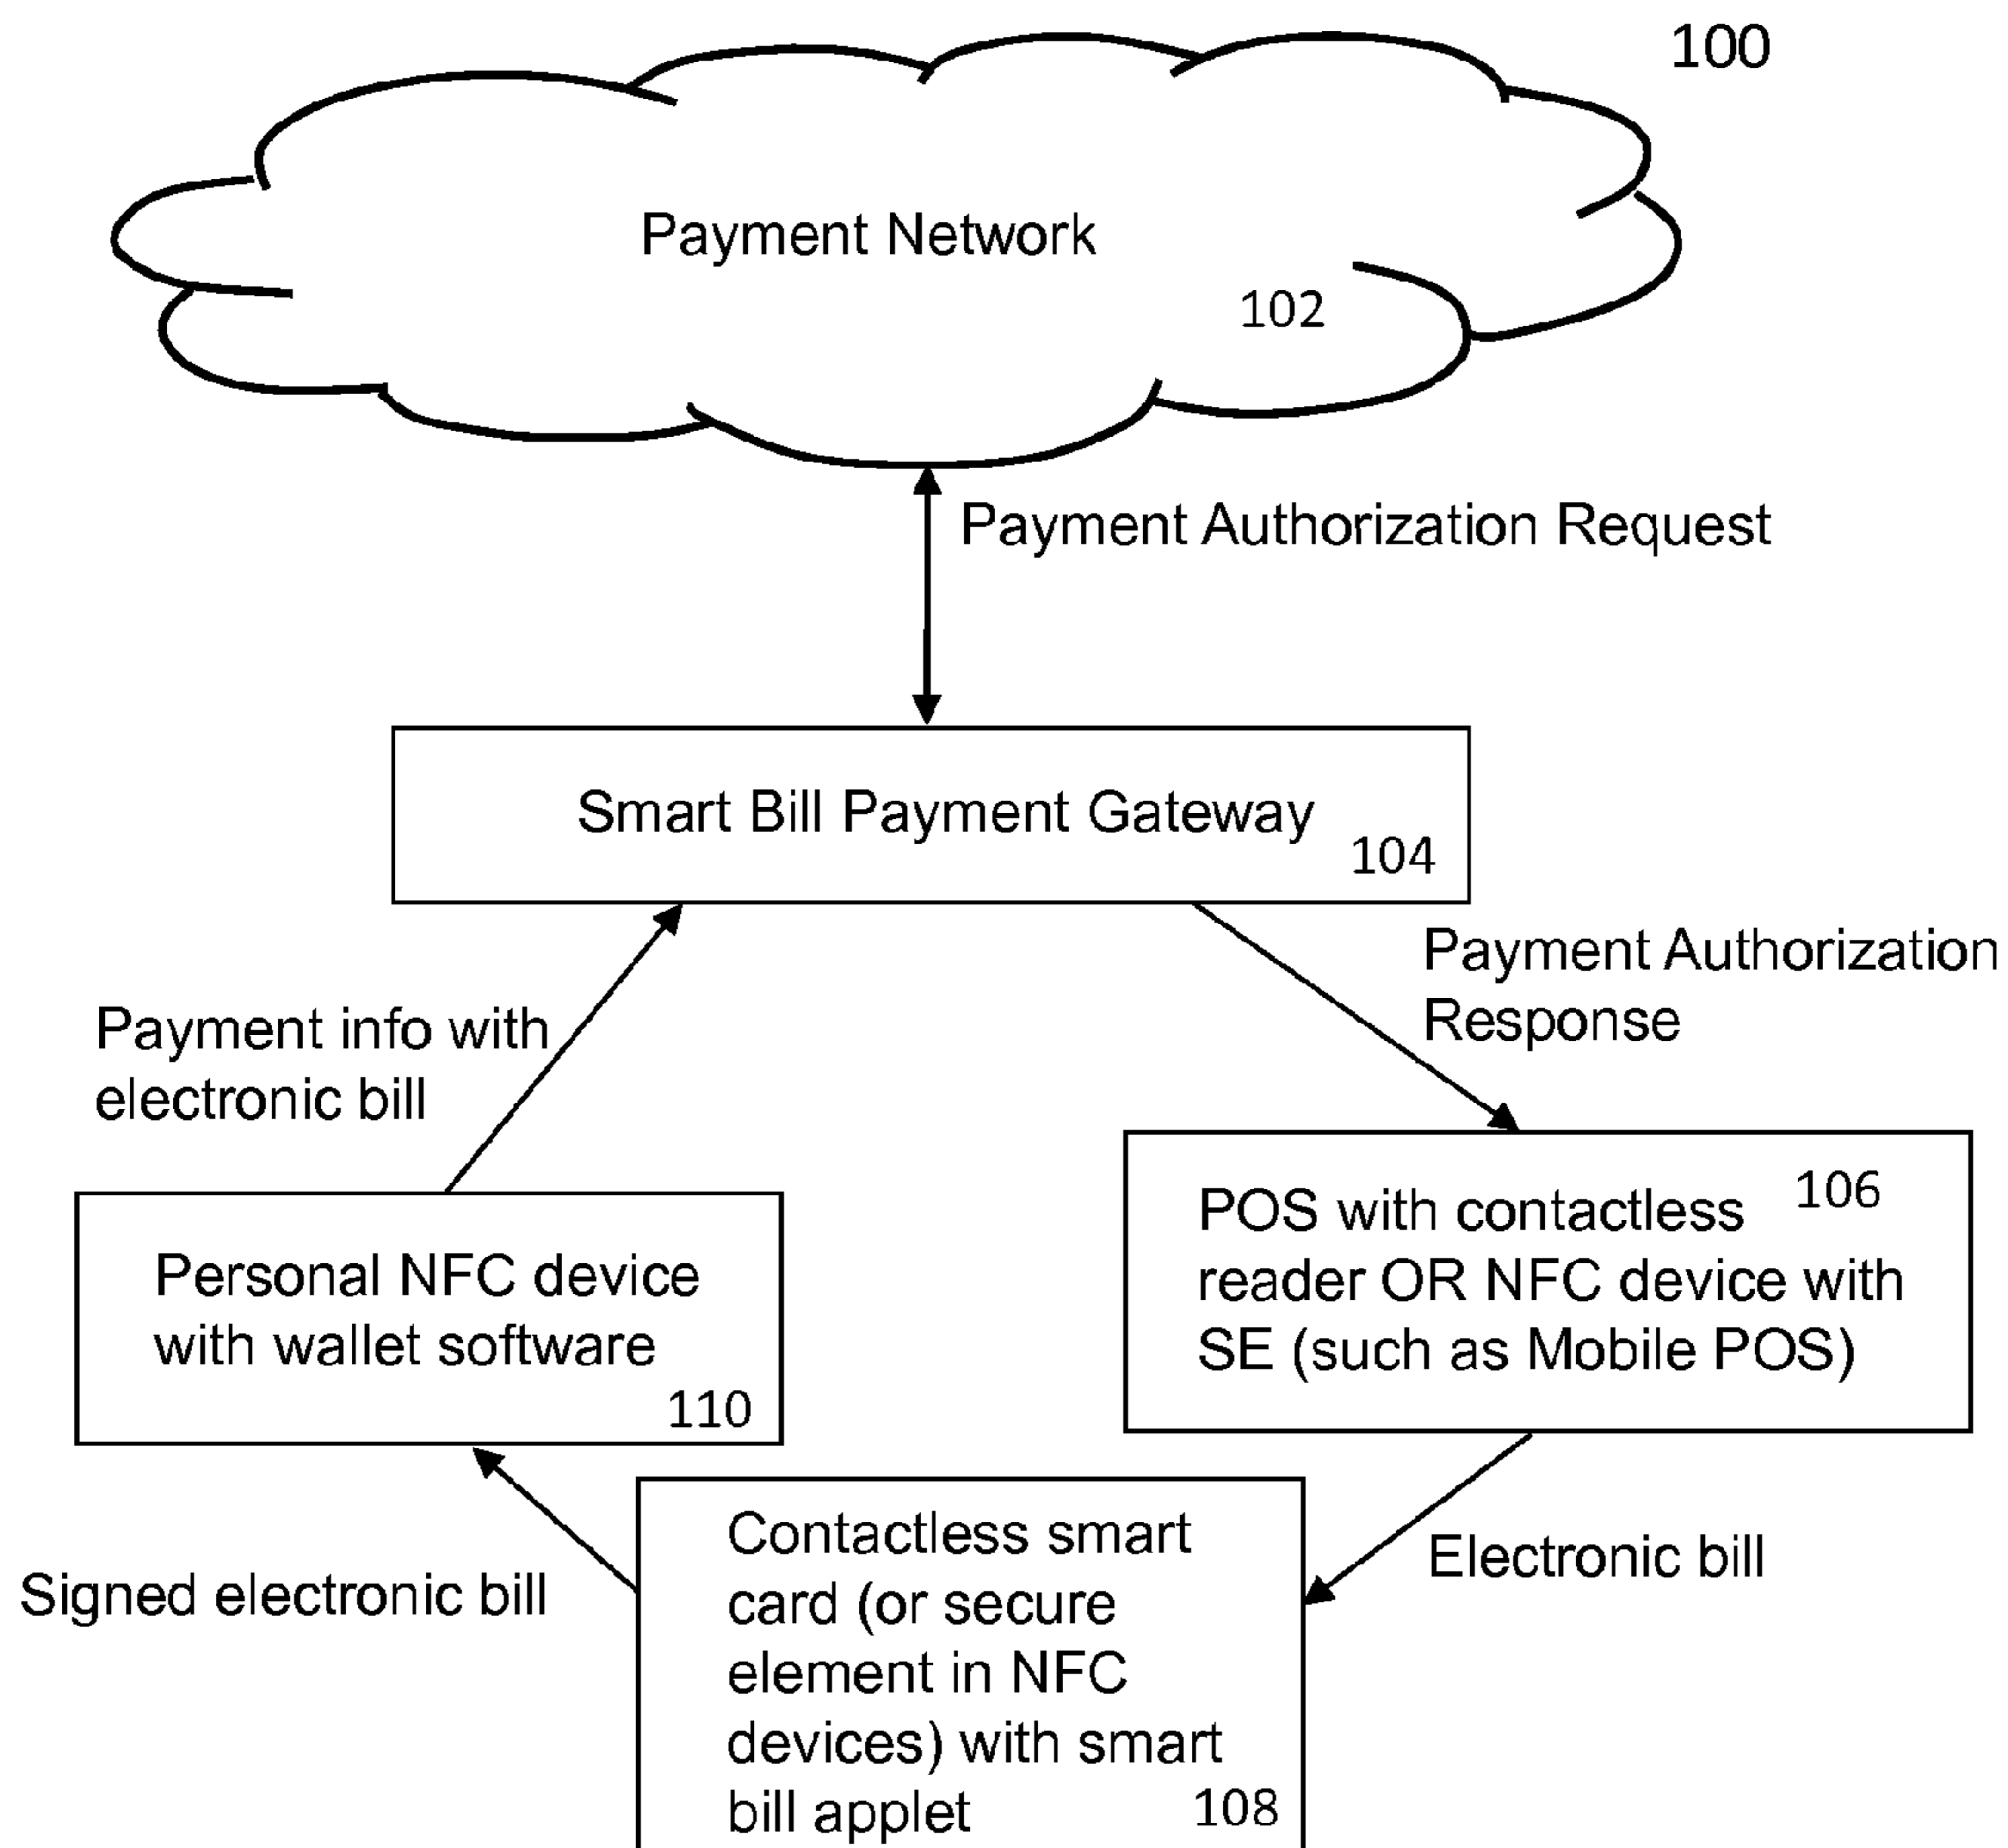 100
Payment Network
102
Payment Authorization Request
Smart Bill Payment Gateway
104
Payment Authorization
Response
Payment info with
electronic bill
POS with contactless 106
reader OR NFC device with
SE (such as Mobile POS)
Personal NFC device
with wallet software
110
Contactless smart
card (or secure
element in NFC
devices) with smart
bill applet 108
Electronic bill
Signed electronic bill